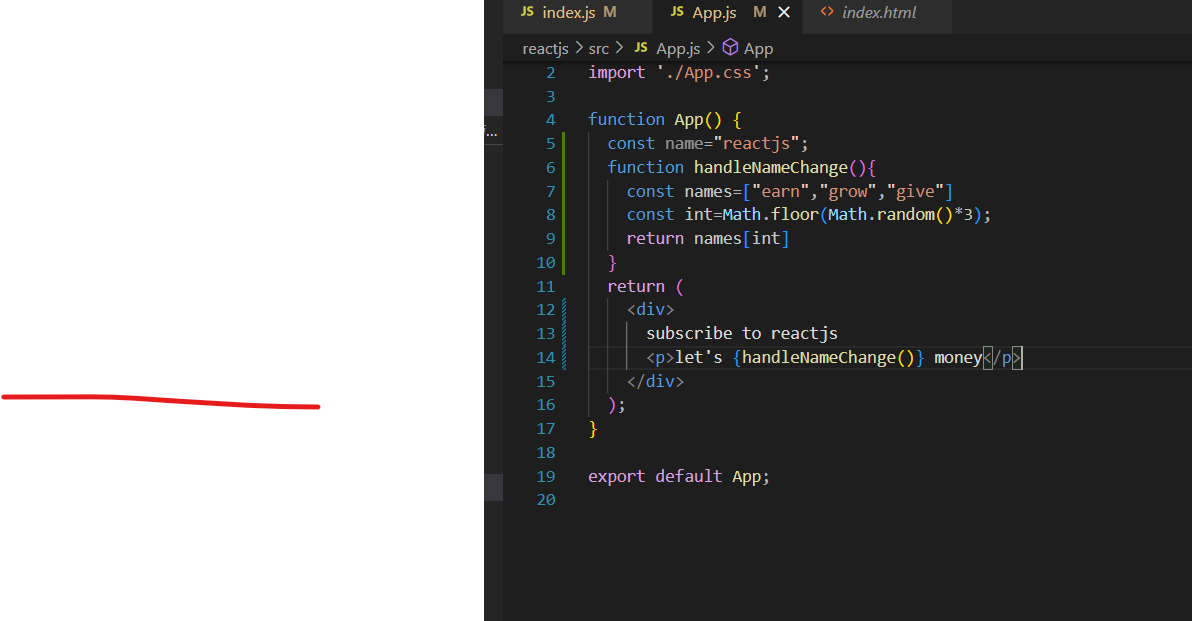 JS index.js M JS App.js M × <> index.html
reactjs > src > JS App.js > App
2 import './App.css';
3
4 function App() {
5 const name="reactjs";
6 function handleNameChange(){
7 const names=["earn","grow","give"]
8 const int=Math.floor(Math.random()*3);
9 return names[int]
10 }
11 return (
12 <div>
13 subscribe to reactjs
14 <p>let's {handleNameChange()} money</p>
15 </div>
16 );
17 }
18
19 export default App;
20